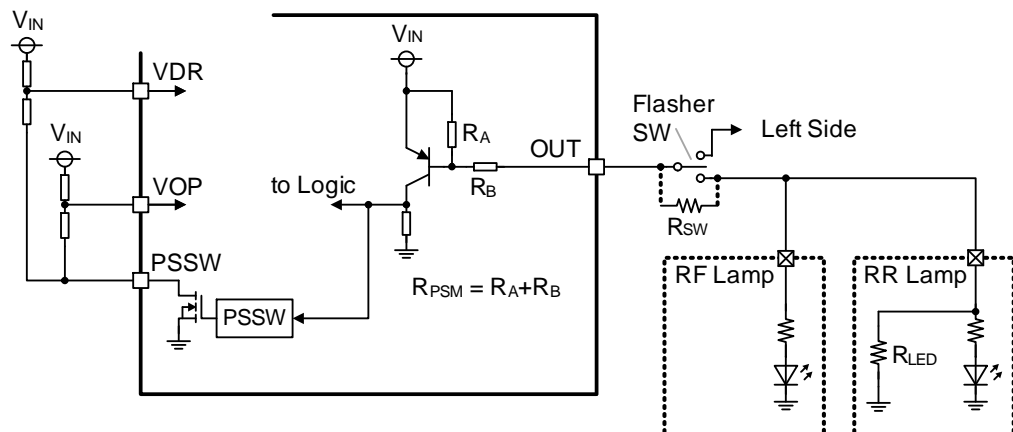 VIN
VDR
VIN
VOP
PSSW
VIN
RA
RB
OUT
to Logic
PSSW
RPSM = RA+RB
Flasher
SW
Left Side
RSW
RF Lamp
RR Lamp
RLED